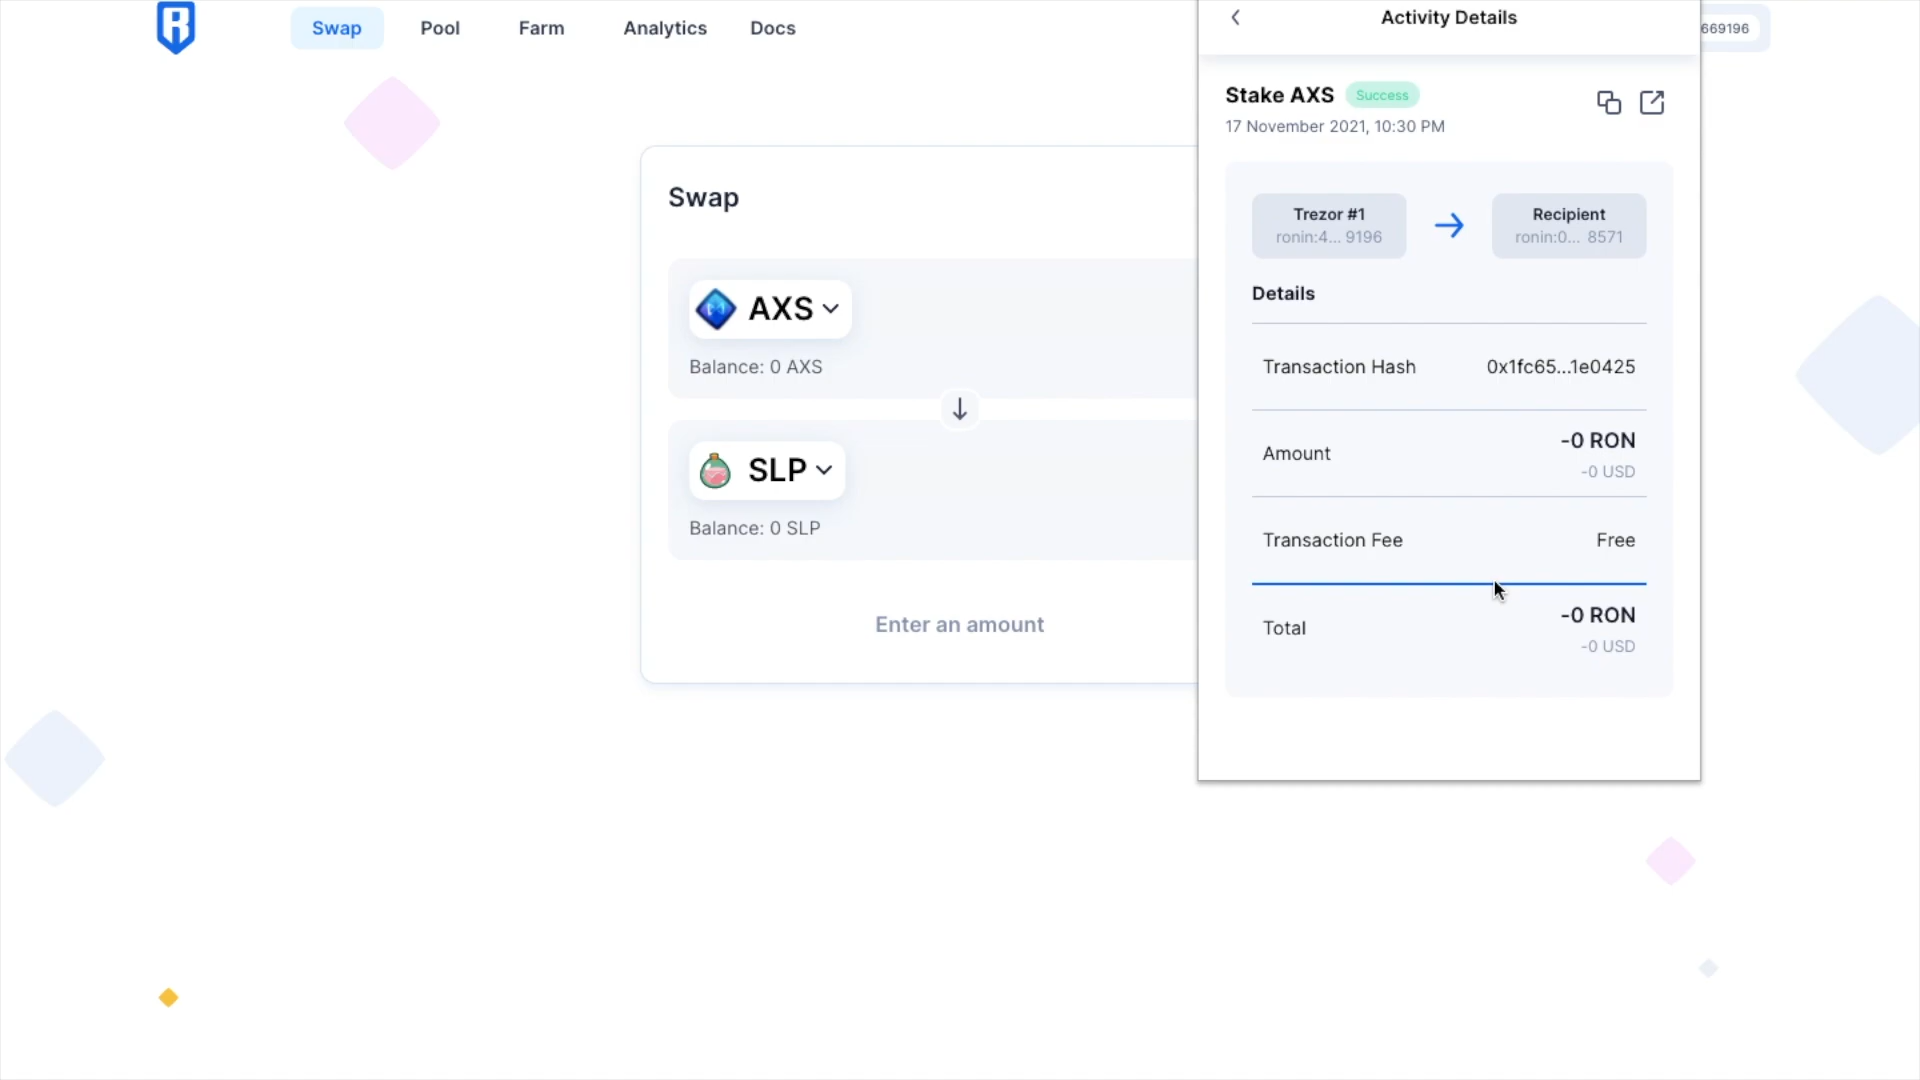 Swap
Pool
Farm
Analytics
Docs
Activity Details
669196
Stake AXS
Success
17 November 2021, 10:30 PM
Swap
Trezor #1
ronin:4... 9196
Recipient
ronin:0... 8571
Details
AXS
Balance: 0 AXS
Transaction Hash
0x1fc65...1e0425
Amount
-0 RON
-0 USD
SLP
Balance: 0 SLP
Transaction Fee
Free
Enter an amount
Total
-0 RON
-0 USD